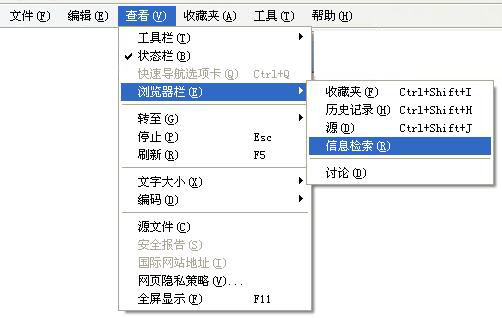 文件(F) 编辑(E) 查看(V) 收藏夹(A) 工具(T) 帮助(H)
工具栏(T)
状态栏(B)
快速导航选项卡(Q) Ctrl+Q
浏览器栏(E)
转至(G)
停止(P) Esc
刷新(R) F5
文字大小(X)
编码(D)
源文件(C)
安全报告(S)
国际网站地址(I)
网页隐私策略(V)...
全屏显示(F) F11
收藏夹(F) Ctrl+Shift+I
历史记录(H) Ctrl+Shift+H
源(D) Ctrl+Shift+J
信息检索(R)
讨论(D)